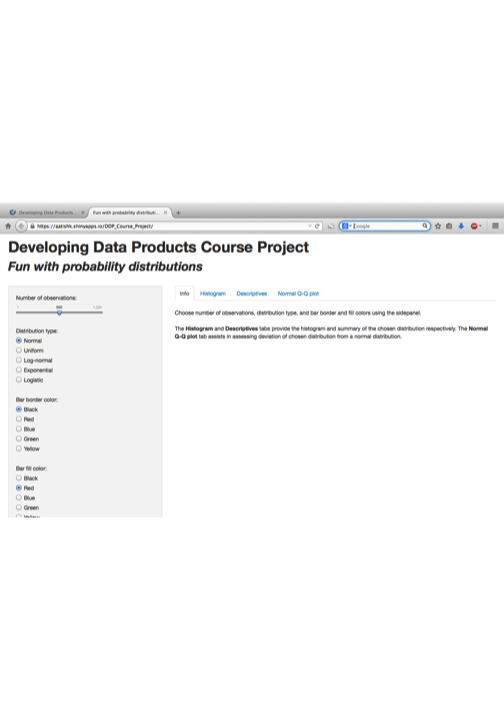 Developing Data Products...
Fun with probability distributi...
https://aatishk.shinyapps.io/DDP_Course_Project/
Google
Developing Data Products Course Project
Fun with probability distributions
Number of observations:
1 500 1,000
Distribution type:
Normal
Uniform
Log-normal
Exponential
Logistic
Bar border color:
Black
Red
Blue
Green
Yellow
Bar fill color:
Black
Red
Blue
Green
Info Histogram Descriptives Normal Q-Q plot
Choose number of observations, distribution type, and bar border and fill colors using the sidepanel.
The Histogram and Descriptives tabs provide the histogram and summary of the chosen distribution respectively. The Normal
Q-Q plot tab assists in assessing deviation of chosen distribution from a normal distribution.